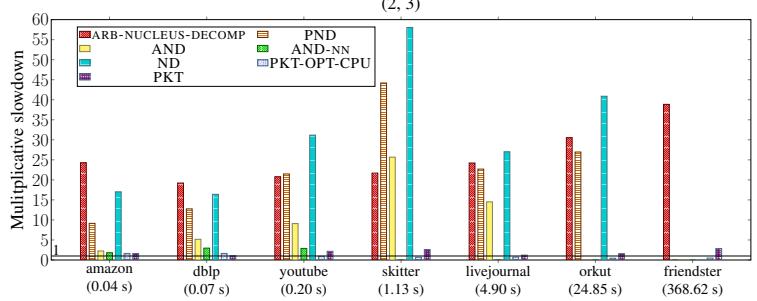 (2, 3)
Mulitplicative slowdown
60
55
50
45
40
35
30
25
20
15
10
5
0
1
ARB-NUCLEUS-DECOMP PND
AND AND-NN
ND PKT-OPT-CPU
PKT
amazon dblp youtube skitter livejournal orkut friendster
(0.04 s) (0.07 s) (0.20 s) (1.13 s) (4.90 s) (24.85 s) (368.62 s)